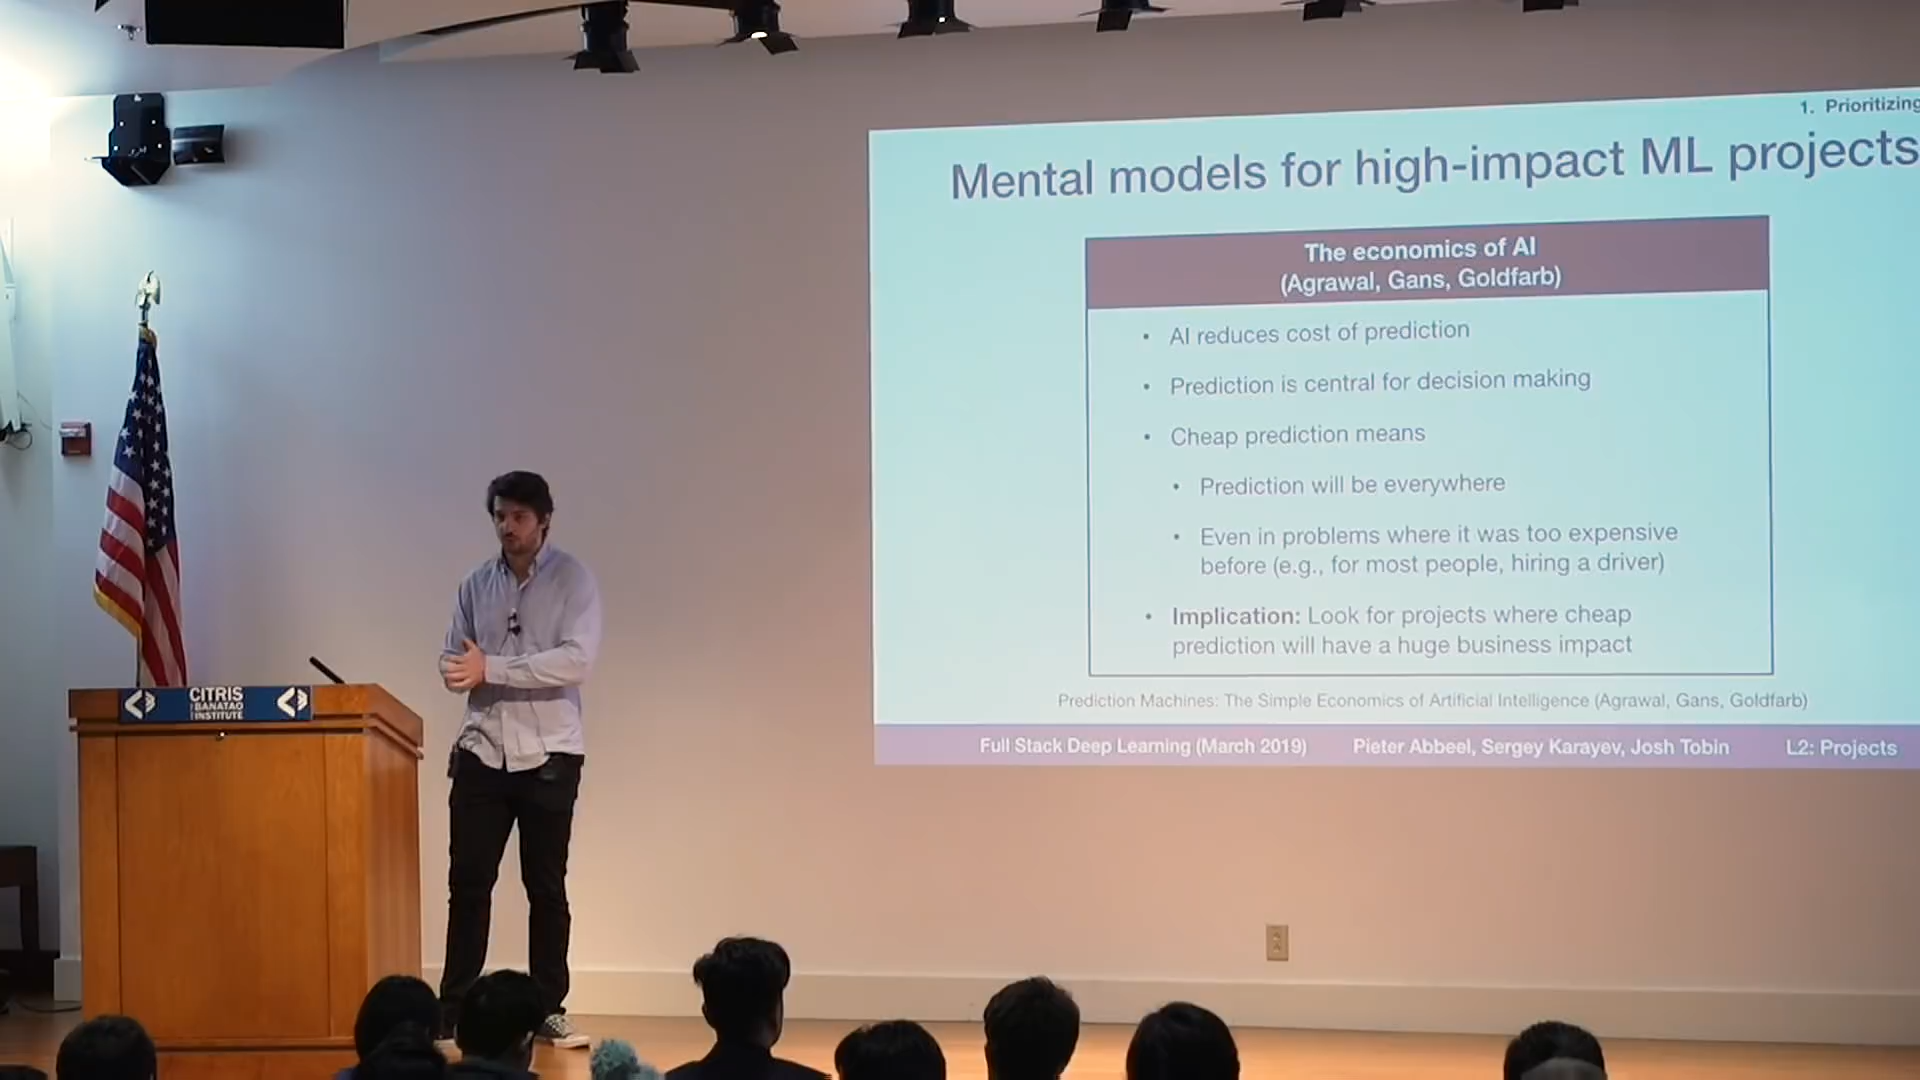 1. Prioritizing
Mental models for high-impact ML projects
The economics of AI
(Agrawal, Gans, Goldfarb)
• AI reduces cost of prediction
• Prediction is central for decision making
• Cheap prediction means
• Prediction will be everywhere
• Even in problems where it was too expensive
before (e.g., for most people, hiring a driver)
• Implication: Look for projects where cheap
prediction will have a huge business impact
Prediction Machines: The Simple Economics of Artificial Intelligence (Agrawal, Gans, Goldfarb)
Full Stack Deep Learning (March 2019) Pieter Abbeel, Sergey Karayev, Josh Tobin L2: Projects
CITRIS
BANATAO
INSTITUTE